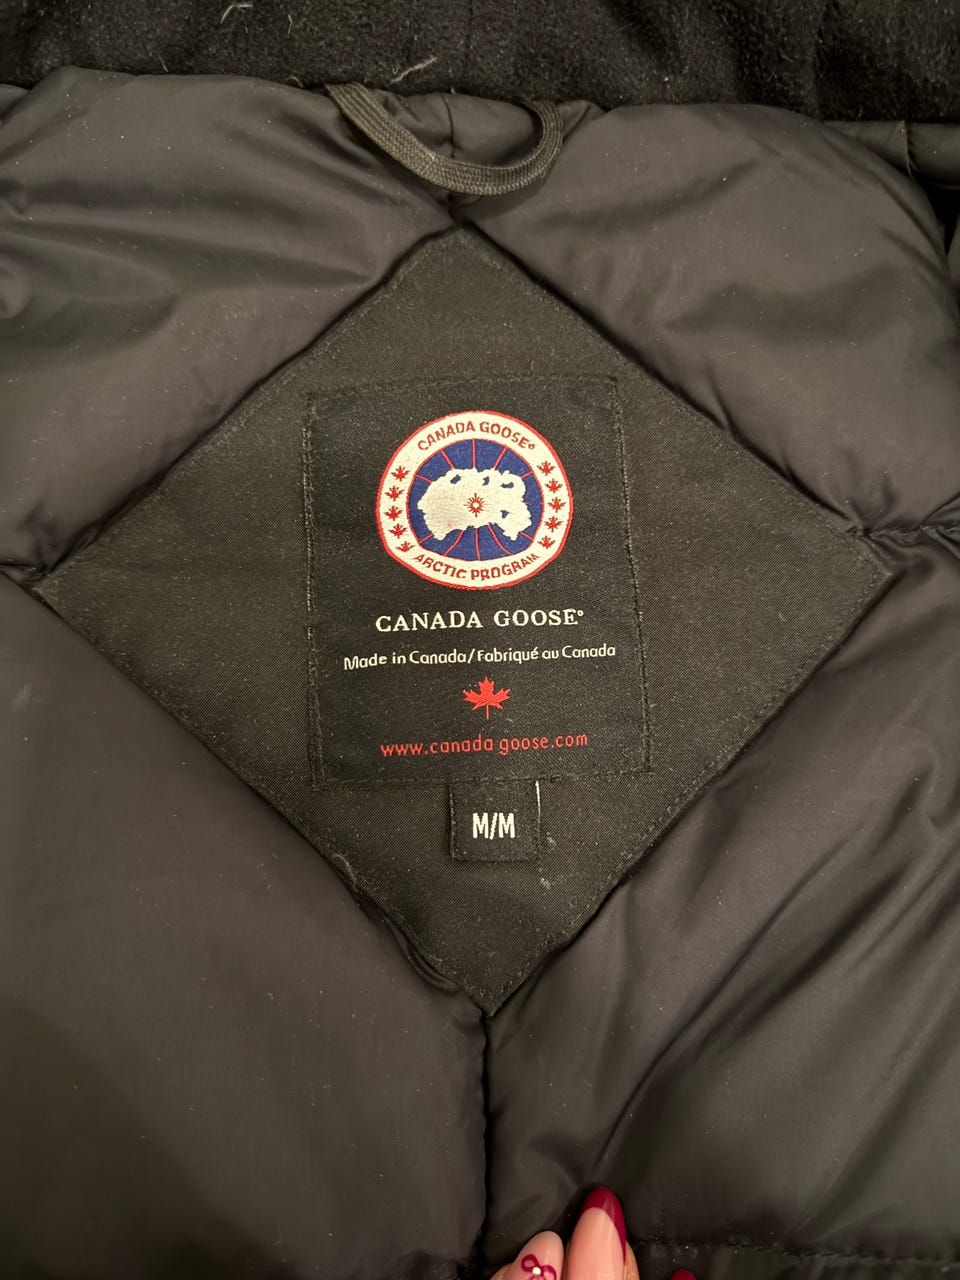 CANADA GOOSE®
ARCTIC PROGRAM
CANADA GOOSE®
Made in Canada/Fabriqué au Canada
www.canada goose.com
M/M